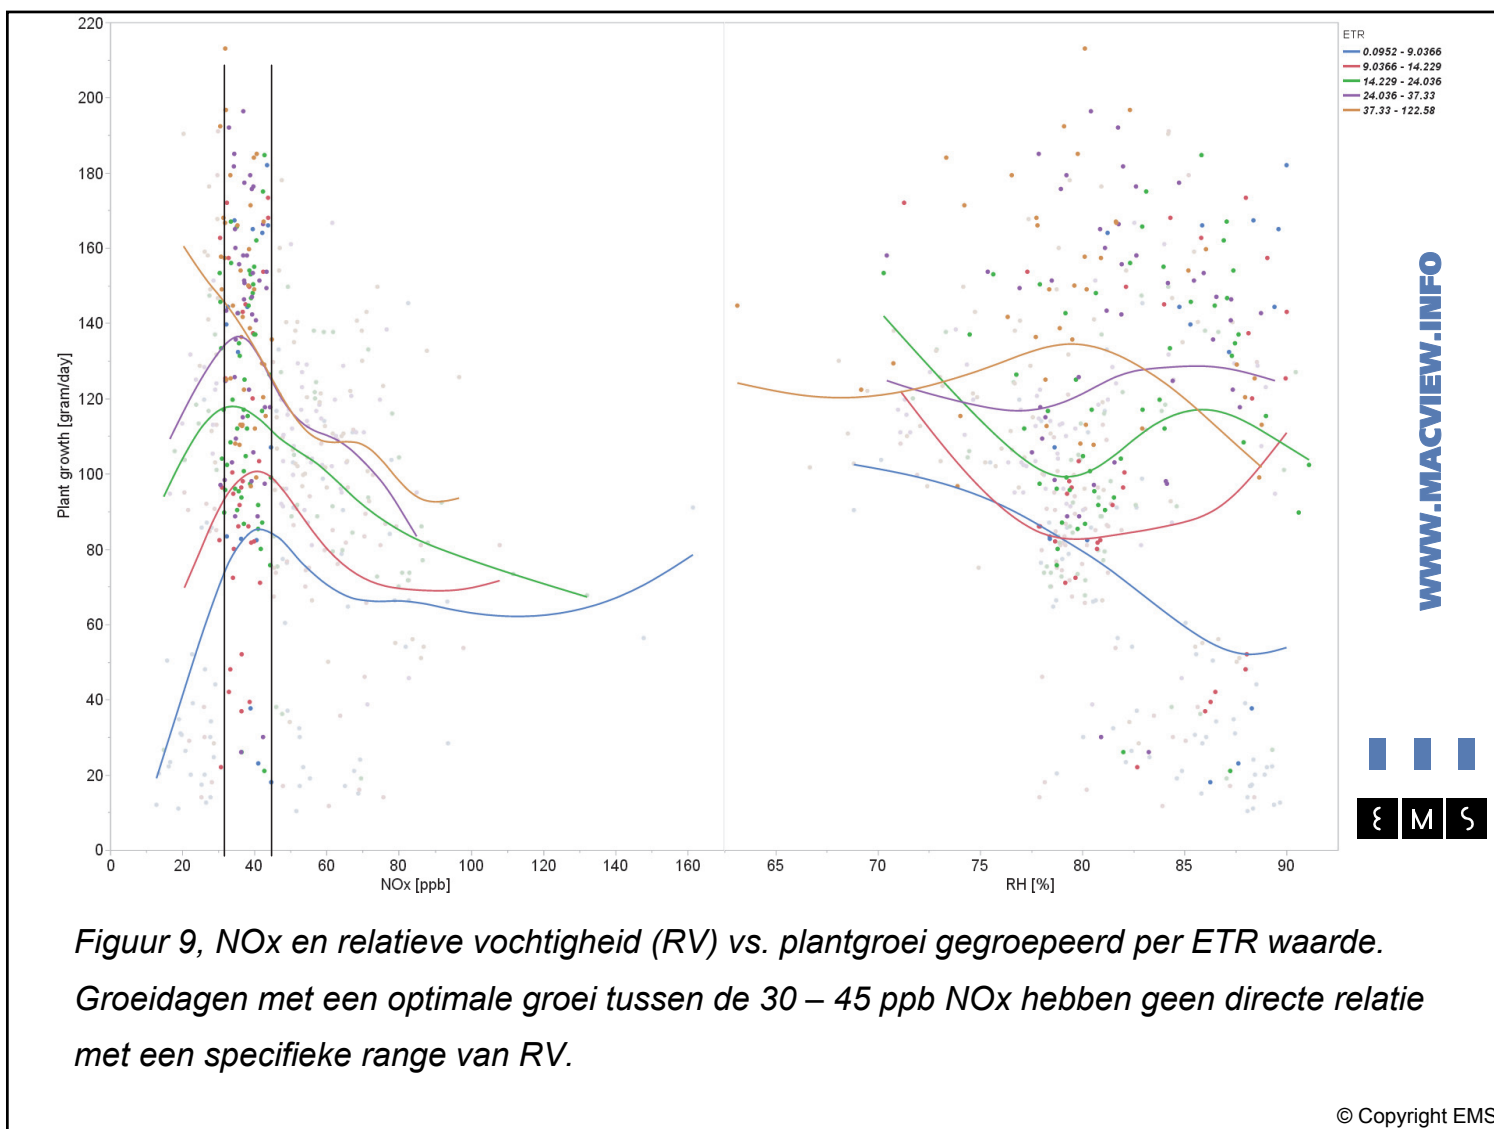 220
200
180
160
140
120
100
80
60
40
20
0
Plant growth [gram/day]
0 20 40 60 80 100 120 140 160
NOx [ppb]
65 70 75 80 85 90
RH [%]
ETR
0.0952 - 9.0366
9.0366 - 14.229
14.229 - 24.036
24.036 - 37.33
37.33 - 122.58
WWW.MACVIEW.INFO
EMS
Figuur 9, NOx en relatieve vochtigheid (RV) vs. plantgroei gegroepeerd per ETR waarde.
Groeidagen met een optimale groei tussen de 30 – 45 ppb NOx hebben geen directe relatie
met een specifieke range van RV.
© Copyright EMS